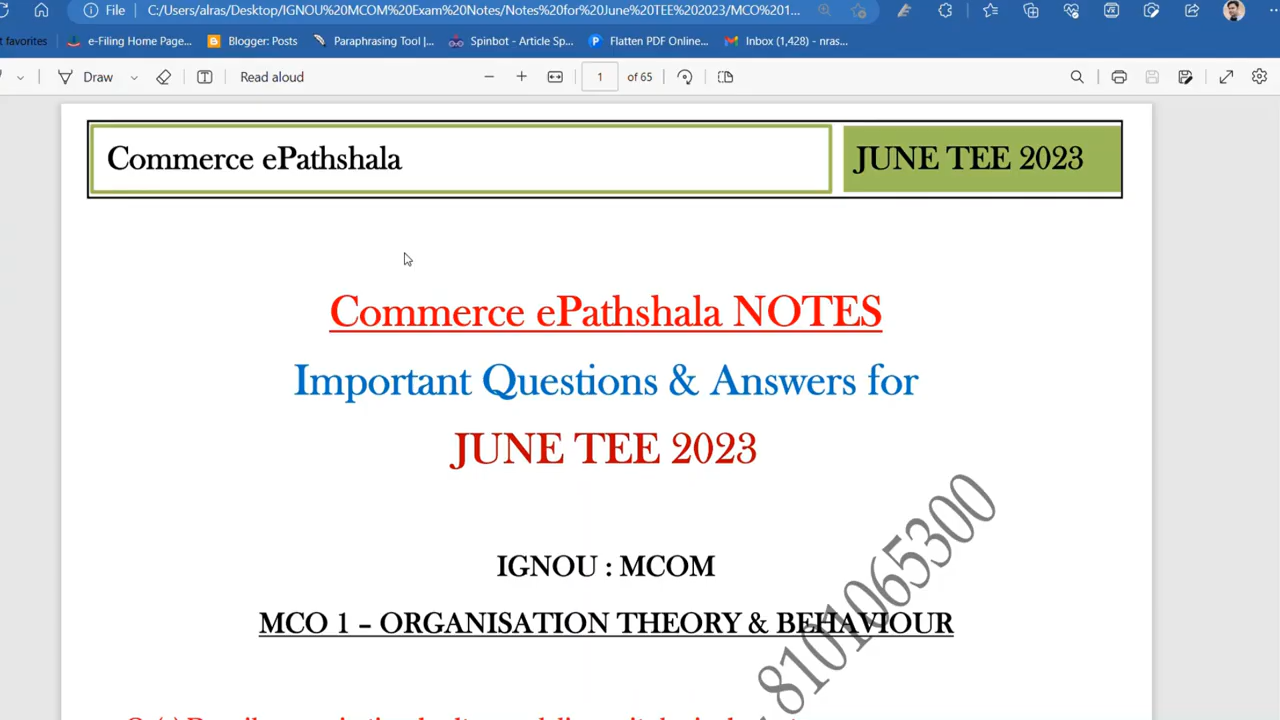 File C:/Users/alras/Desktop/IGNOU%20MCOM%20Exam%20Notes/Notes%20for%20June%20TEE%202023/MCO%201...
t favorites e-Filing Home Page... Blogger: Posts Paraphrasing Tool |... Spinbot - Article Sp... Flatten PDF Online... Inbox (1,428) - nras...
Draw Read aloud 1 of 65
Commerce ePathshala JUNE TEE 2023
Commerce ePathshala NOTES
Important Questions & Answers for
JUNE TEE 2023
IGNOU : MCOM
MCO 1 – ORGANISATION THEORY & BEHAVIOUR
8101065300